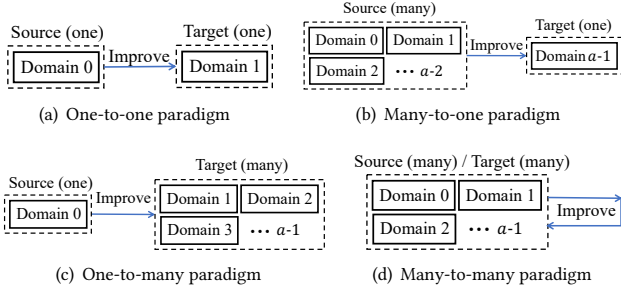 Source (one)
Domain 0
Improve
Target (one)
Domain 1
(a) One-to-one paradigm
Source (many)
Domain 0 Domain 1
Domain 2 ··· a-2
Improve
Target (one)
Domain a-1
(b) Many-to-one paradigm
Source (one)
Domain 0
Improve
Target (many)
Domain 1 Domain 2
Domain 3 ··· a-1
(c) One-to-many paradigm
Source (many) / Target (many)
Domain 0 Domain 1
Domain 2 ··· a-1
Improve
(d) Many-to-many paradigm